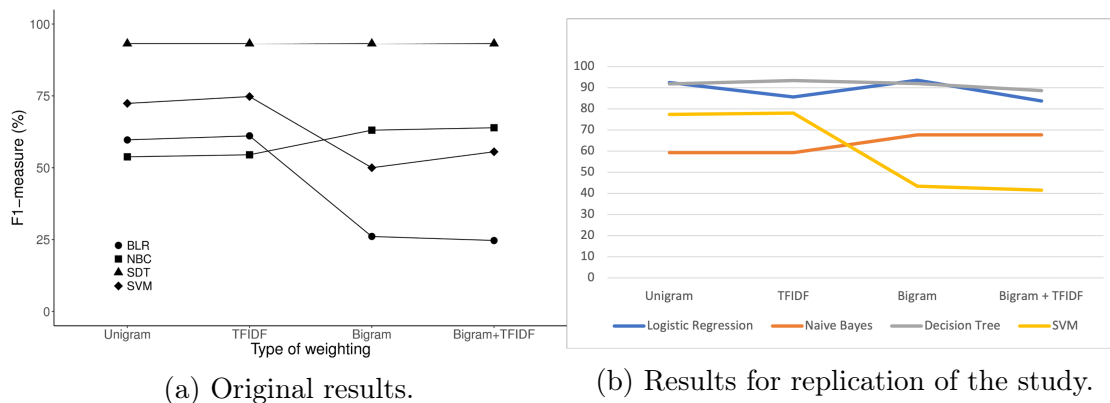 100
75
50
25
0
F1−measure (%)
BLR
NBC
SDT
SVM
Unigram
TFIDF
Bigram
Bigram+TFIDF
Type of weighting
(a) Original results.
100
90
80
70
60
50
40
30
20
10
0
Unigram
TFIDF
Bigram
Bigram + TFIDF
Logistic Regression
Naive Bayes
Decision Tree
SVM
(b) Results for replication of the study.